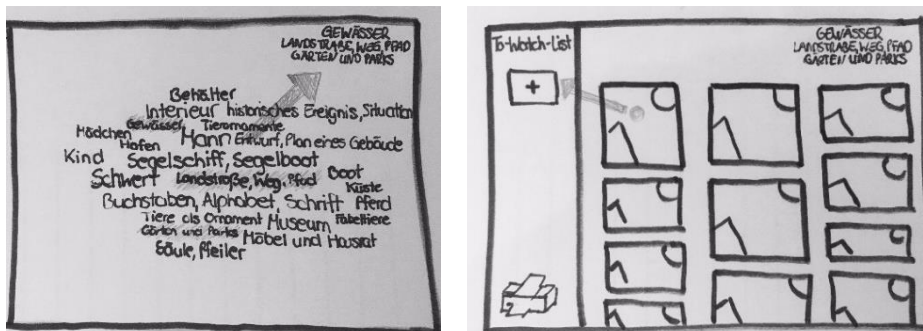 GEWÄSSER
LANDSTRAßE, WEG, PFAD
GÄRTEN UND PARKS
Behälter
Interieur historisches Ereignis, Situation
Gewässer Tierornamente
Mädchen Hafen Mann Entwurf, Plan eines Gebäude
Kind Segelschiff, Segelboot
Schwert Landstraße, Weg, Pfad Boot
Küste
Buchstaben, Alphabet, Schrift Pferd
Tiere als Ornament Museum Fabeltiere
Gärten und Parks Möbel und Hausrat
Säule, Pfeiler
To-Watch-List
+
GEWÄSSER
LANDSTRAßE, WEG, PFAD
GÄRTEN UND PARKS